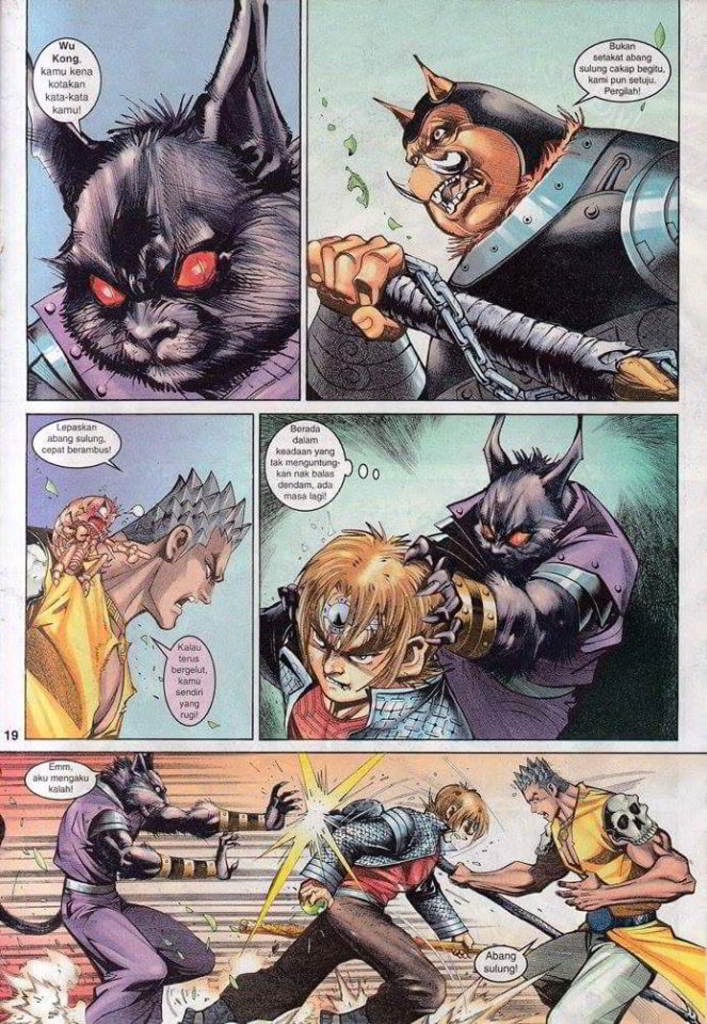 Wu
Kong,
kamu kena
kotakan
kata-kata
kamu!
Bukan
setakat abang
sulung cakap begitu,
kami pun setuju.
Pergilah!
Lepaskan
abang sulung,
cepat berambus!
Kalau
terus
bergelut,
kamu
sendiri
yang
rugi!
Berada
dalam
keadaan yang
tak menguntung-
kan nak balas
dendam, ada
masa lagi!
19
Emm,
aku mengaku
kalah!
Abang
sulung!